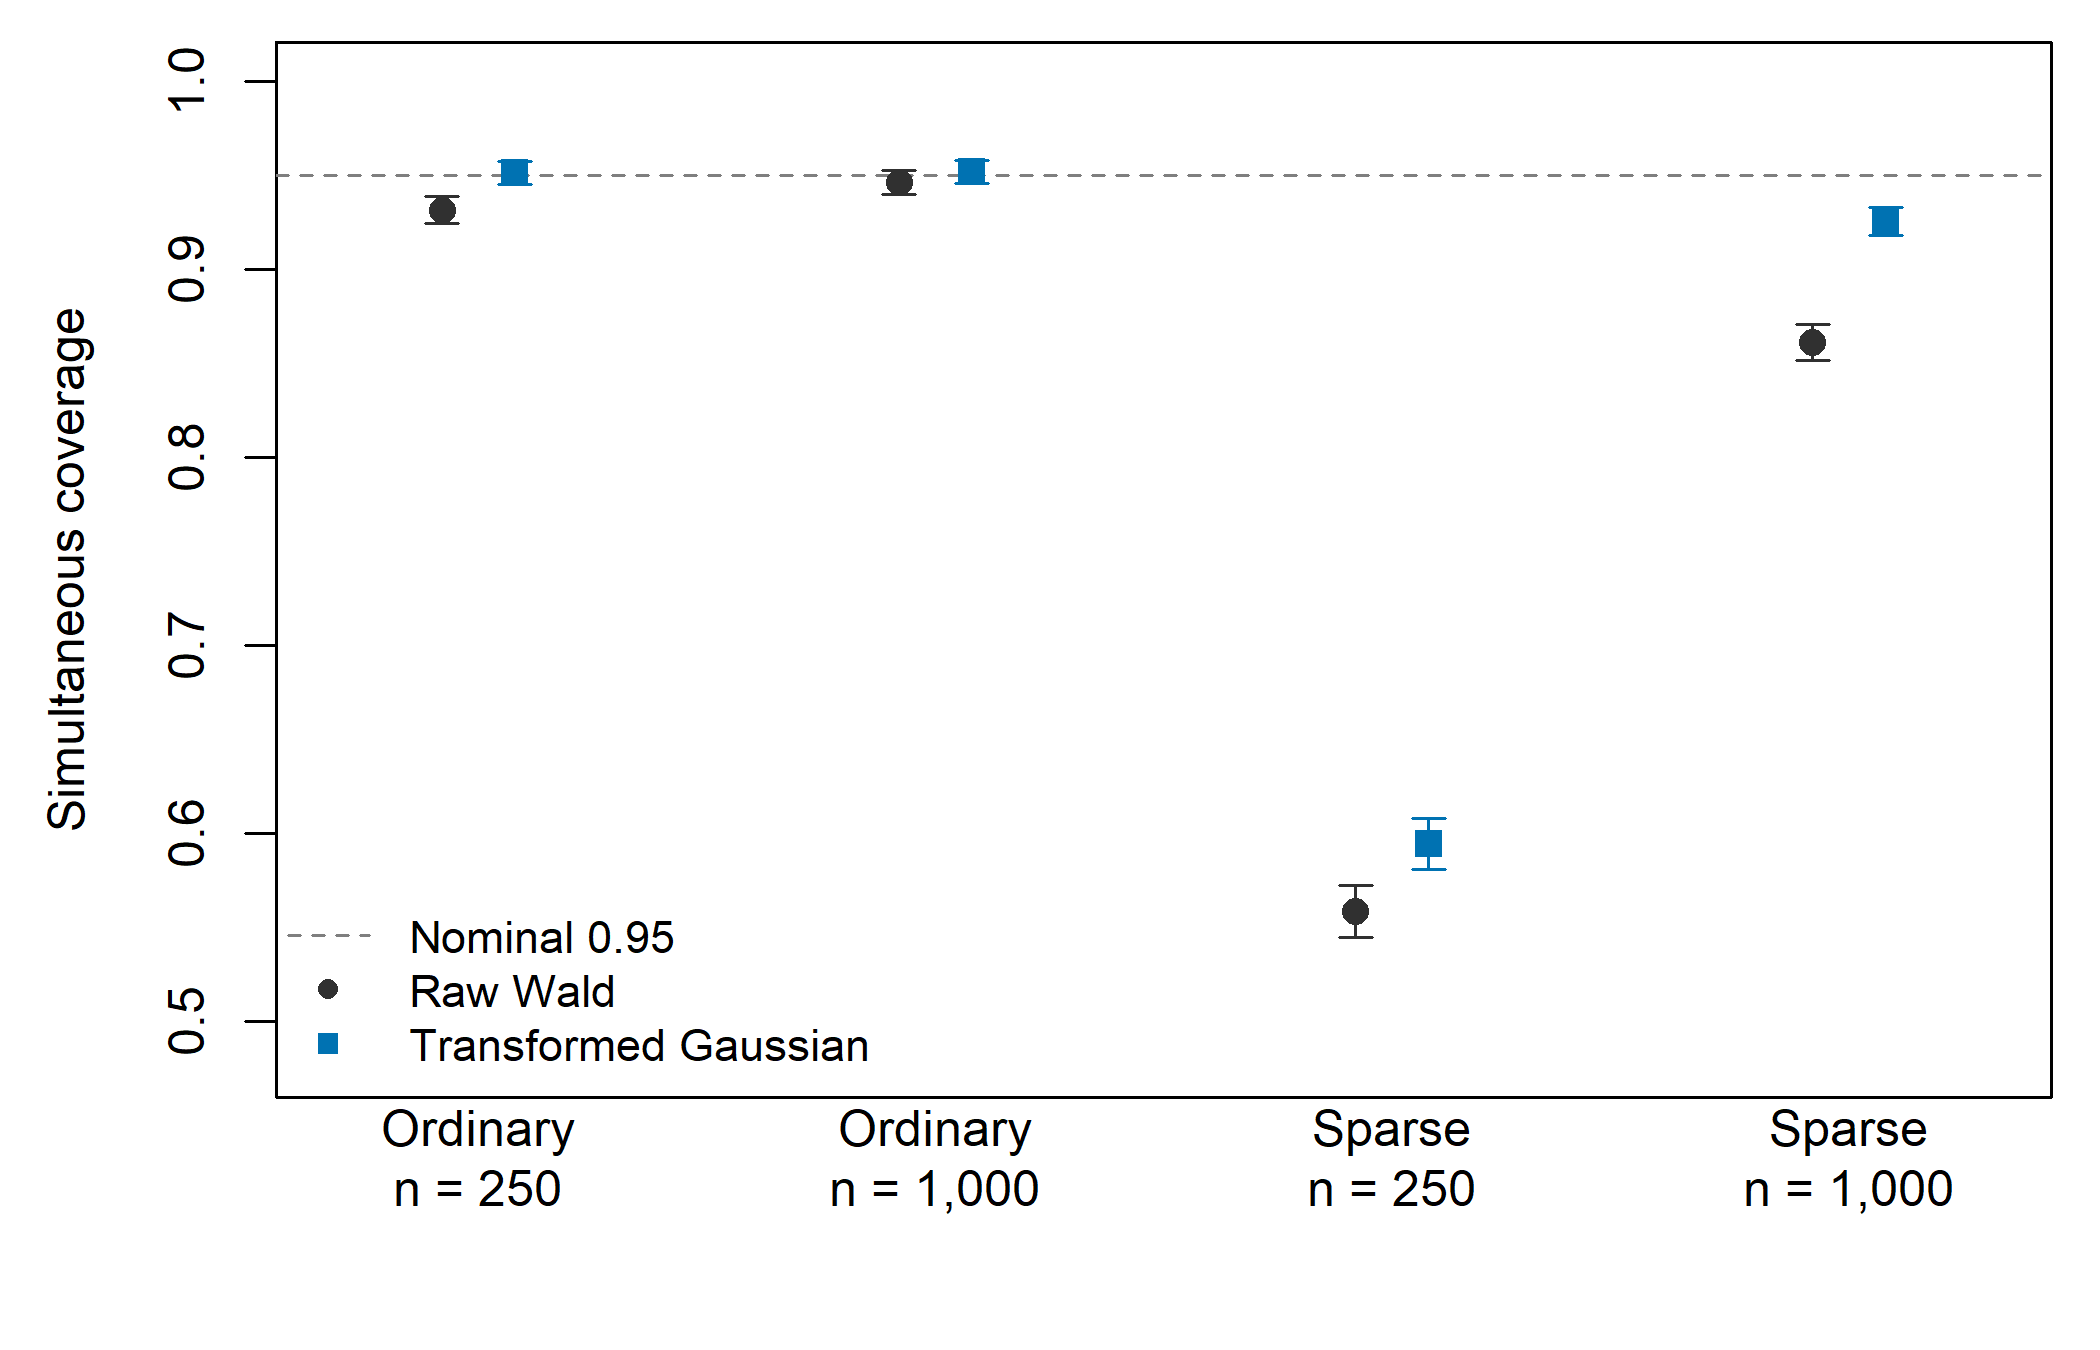 Simultaneous coverage
1.0
0.9
0.8
0.7
0.6
0.5
Nominal 0.95
Raw Wald
Transformed Gaussian
Ordinary
n = 250
Ordinary
n = 1,000
Sparse
n = 250
Sparse
n = 1,000